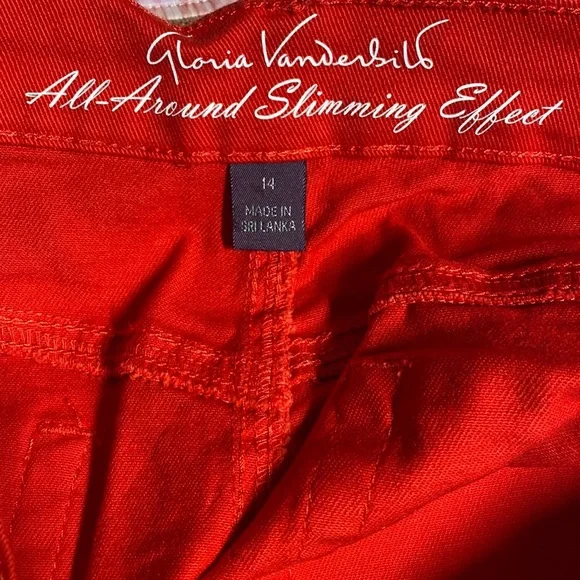 Gloria Vanderbilt
All-Around Slimming Effect
14
MADE IN
SRI LANKA